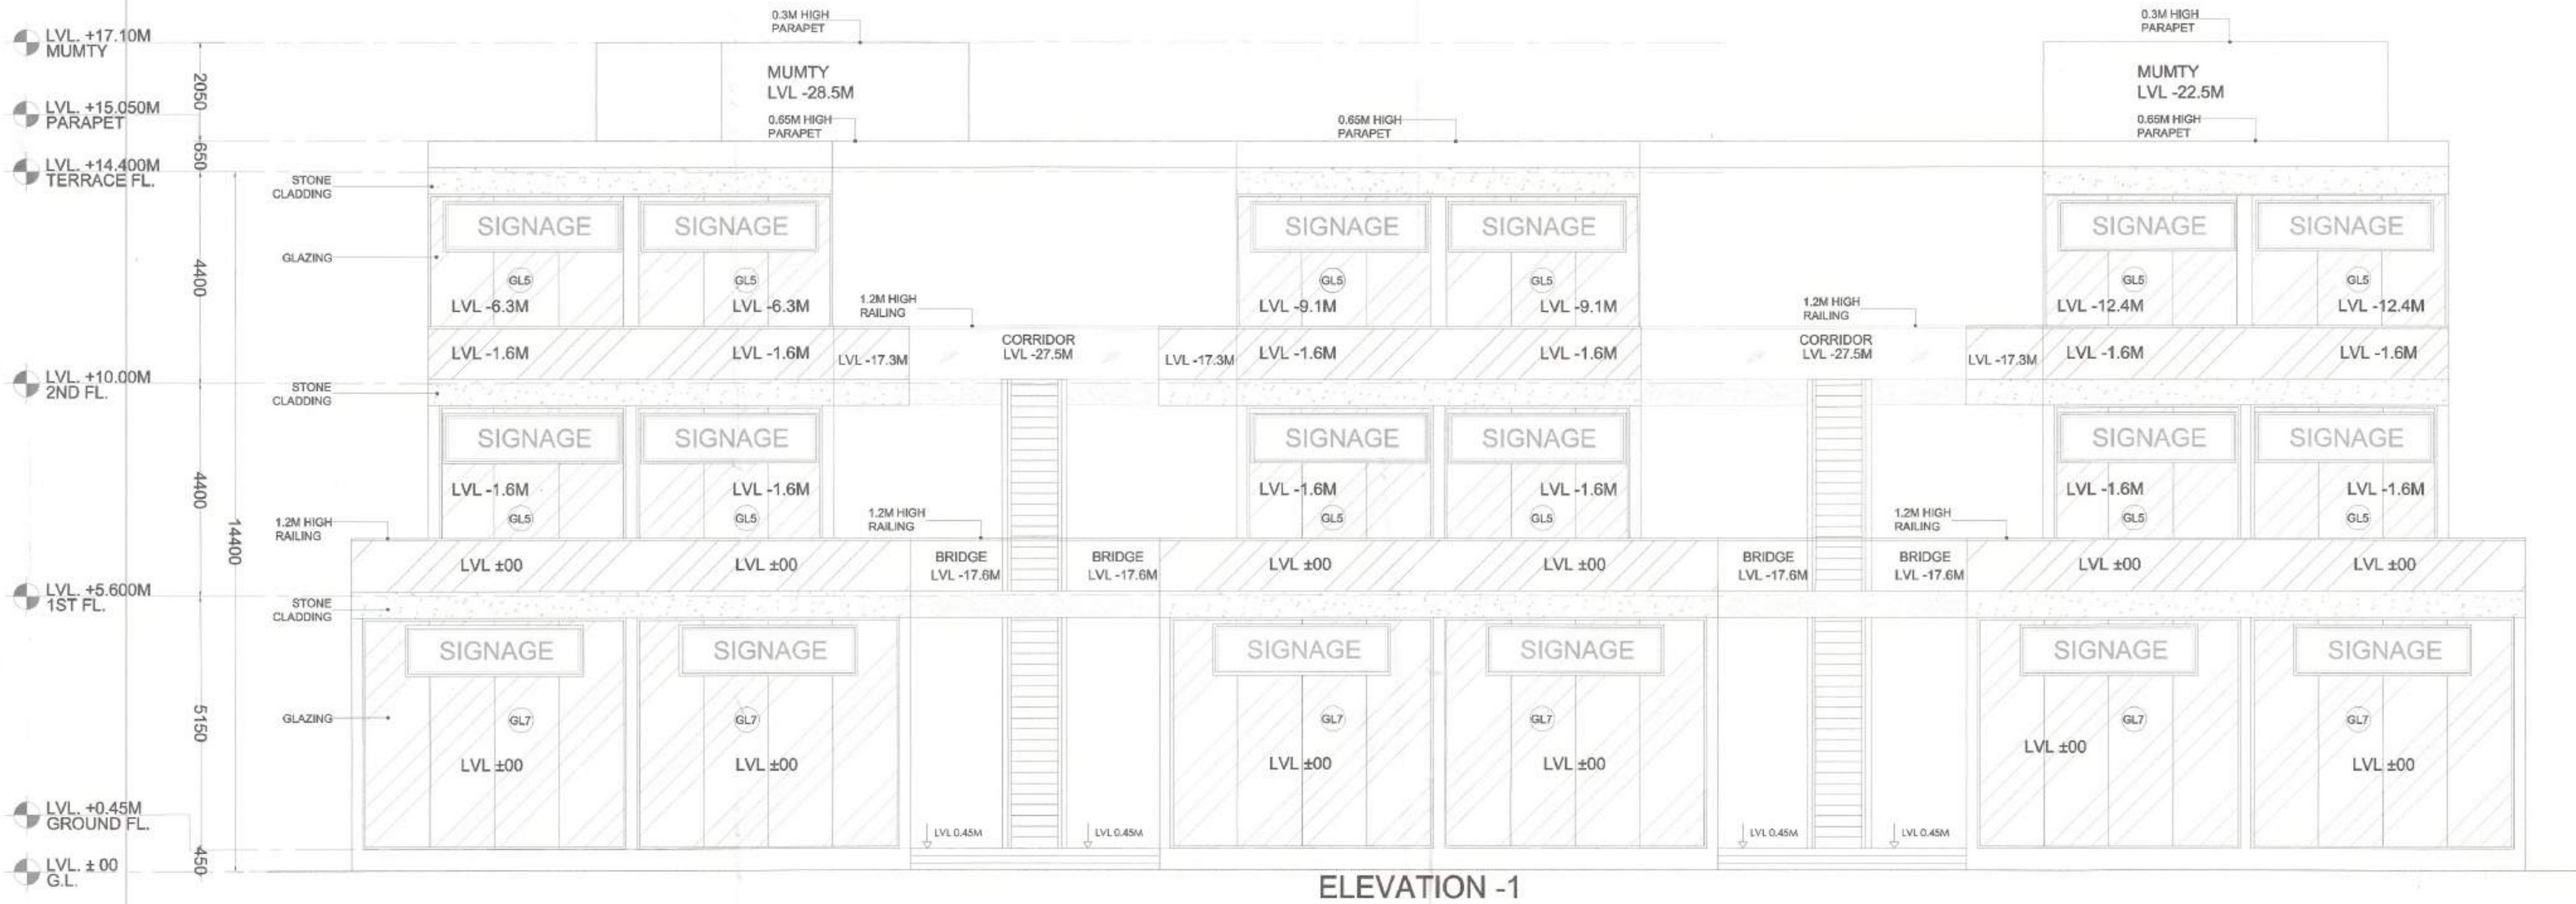 0.3M HIGH
PARAPET
0.3M HIGH
PARAPET
LVL. +17.10M
MUMTY
MUMTY
LVL -28.5M
MUMTY
LVL -22.5M
2050
LVL. +15.050M
PARAPET
0.65M HIGH
PARAPET
0.65M HIGH
PARAPET
0.65M HIGH
PARAPET
650
LVL. +14.400M
TERRACE FL.
STONE
CLADDING
SIGNAGE SIGNAGE SIGNAGE SIGNAGE SIGNAGE SIGNAGE
GLAZING
4400
GL5 GL5 GL5 GL5 GL5 GL5
LVL -6.3M LVL -6.3M LVL -9.1M LVL -9.1M LVL -12.4M LVL -12.4M
1.2M HIGH
RAILING
1.2M HIGH
RAILING
CORRIDOR
LVL -27.5M
CORRIDOR
LVL -27.5M
LVL -1.6M LVL -1.6M LVL -17.3M LVL -17.3M LVL -1.6M LVL -1.6M LVL -17.3M LVL -1.6M LVL -1.6M
LVL. +10.00M
2ND FL.
STONE
CLADDING
SIGNAGE SIGNAGE SIGNAGE SIGNAGE SIGNAGE SIGNAGE
4400
LVL -1.6M LVL -1.6M LVL -1.6M LVL -1.6M LVL -1.6M LVL -1.6M
GL5 GL5 GL5 GL5 GL5 GL5
14400
1.2M HIGH
RAILING
1.2M HIGH
RAILING
1.2M HIGH
RAILING
LVL ±00 LVL ±00 LVL ±00 LVL ±00 LVL ±00 LVL ±00
BRIDGE
LVL -17.6M
BRIDGE
LVL -17.6M
BRIDGE
LVL -17.6M
BRIDGE
LVL -17.6M
LVL. +5.600M
1ST FL.
STONE
CLADDING
SIGNAGE SIGNAGE SIGNAGE SIGNAGE SIGNAGE SIGNAGE
5150
GLAZING
GL7 GL7 GL7 GL7 GL7 GL7
LVL ±00 LVL ±00 LVL ±00 LVL ±00 LVL ±00 LVL ±00
LVL. +0.45M
GROUND FL.
LVL 0.45M LVL 0.45M LVL 0.45M LVL 0.45M
450
LVL. ± 00
G.L.
ELEVATION -1